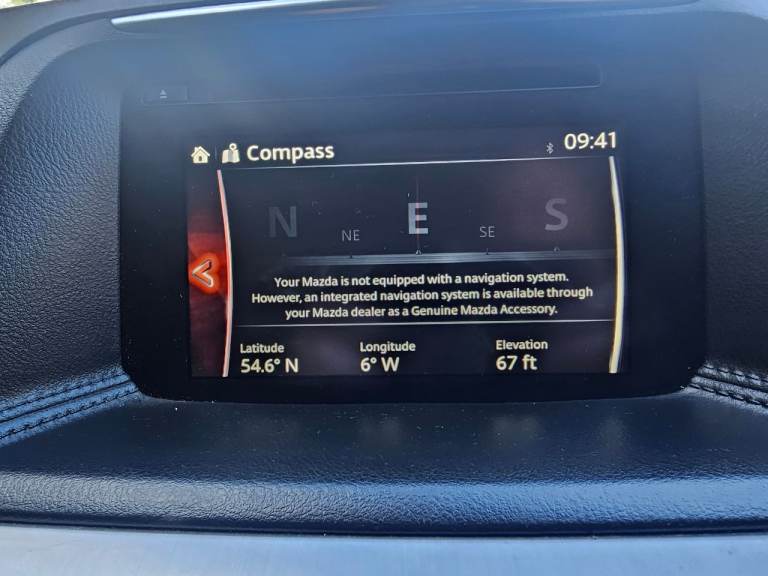 Compass 09:41
N NE E SE S
Your Mazda is not equipped with a navigation system.
However, an integrated navigation system is available through
your Mazda dealer as a Genuine Mazda Accessory.
Latitude Longitude Elevation
54.6° N 6° W 67 ft